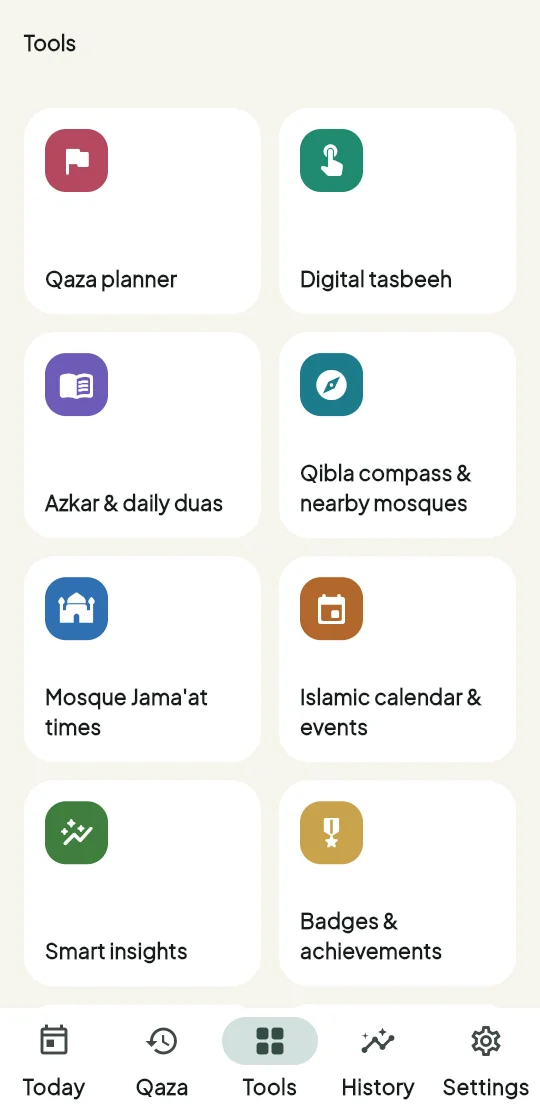 Tools
Qaza planner
Digital tasbeeh
Azkar & daily duas
Qibla compass &
nearby mosques
Mosque Jama'at
times
Islamic calendar &
events
Smart insights
Badges &
achievements
Today
Qaza
Tools
History
Settings